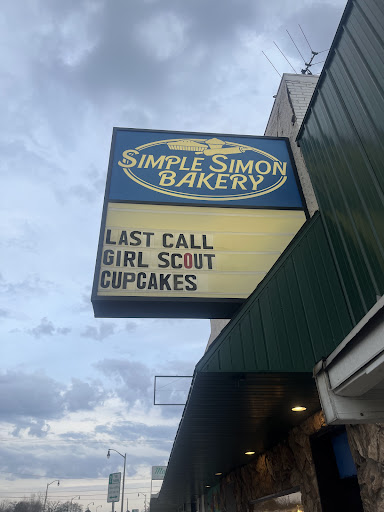 SIMPLE SIMON
BAKERY
LAST CALL
GIRL SCOUT
CUPCAKES